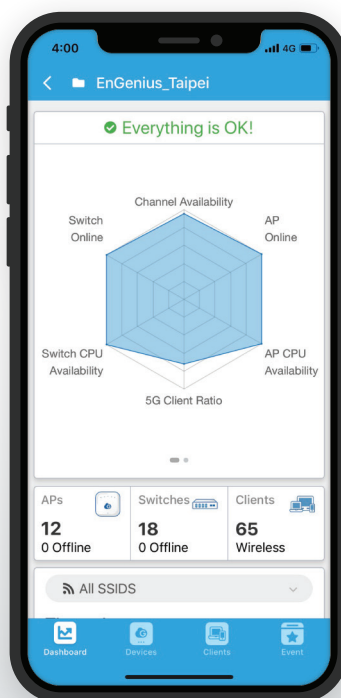 4:00
4G
EnGenius_Taipei
Everything is OK!
Channel Availability
Switch
Online
AP
Online
Switch CPU
Availability
AP CPU
Availability
5G Client Ratio
APs
Switches
Clients
12
18
65
0 Offline
0 Offline
Wireless
All SSIDS
Dashboard
Devices
Clients
Event